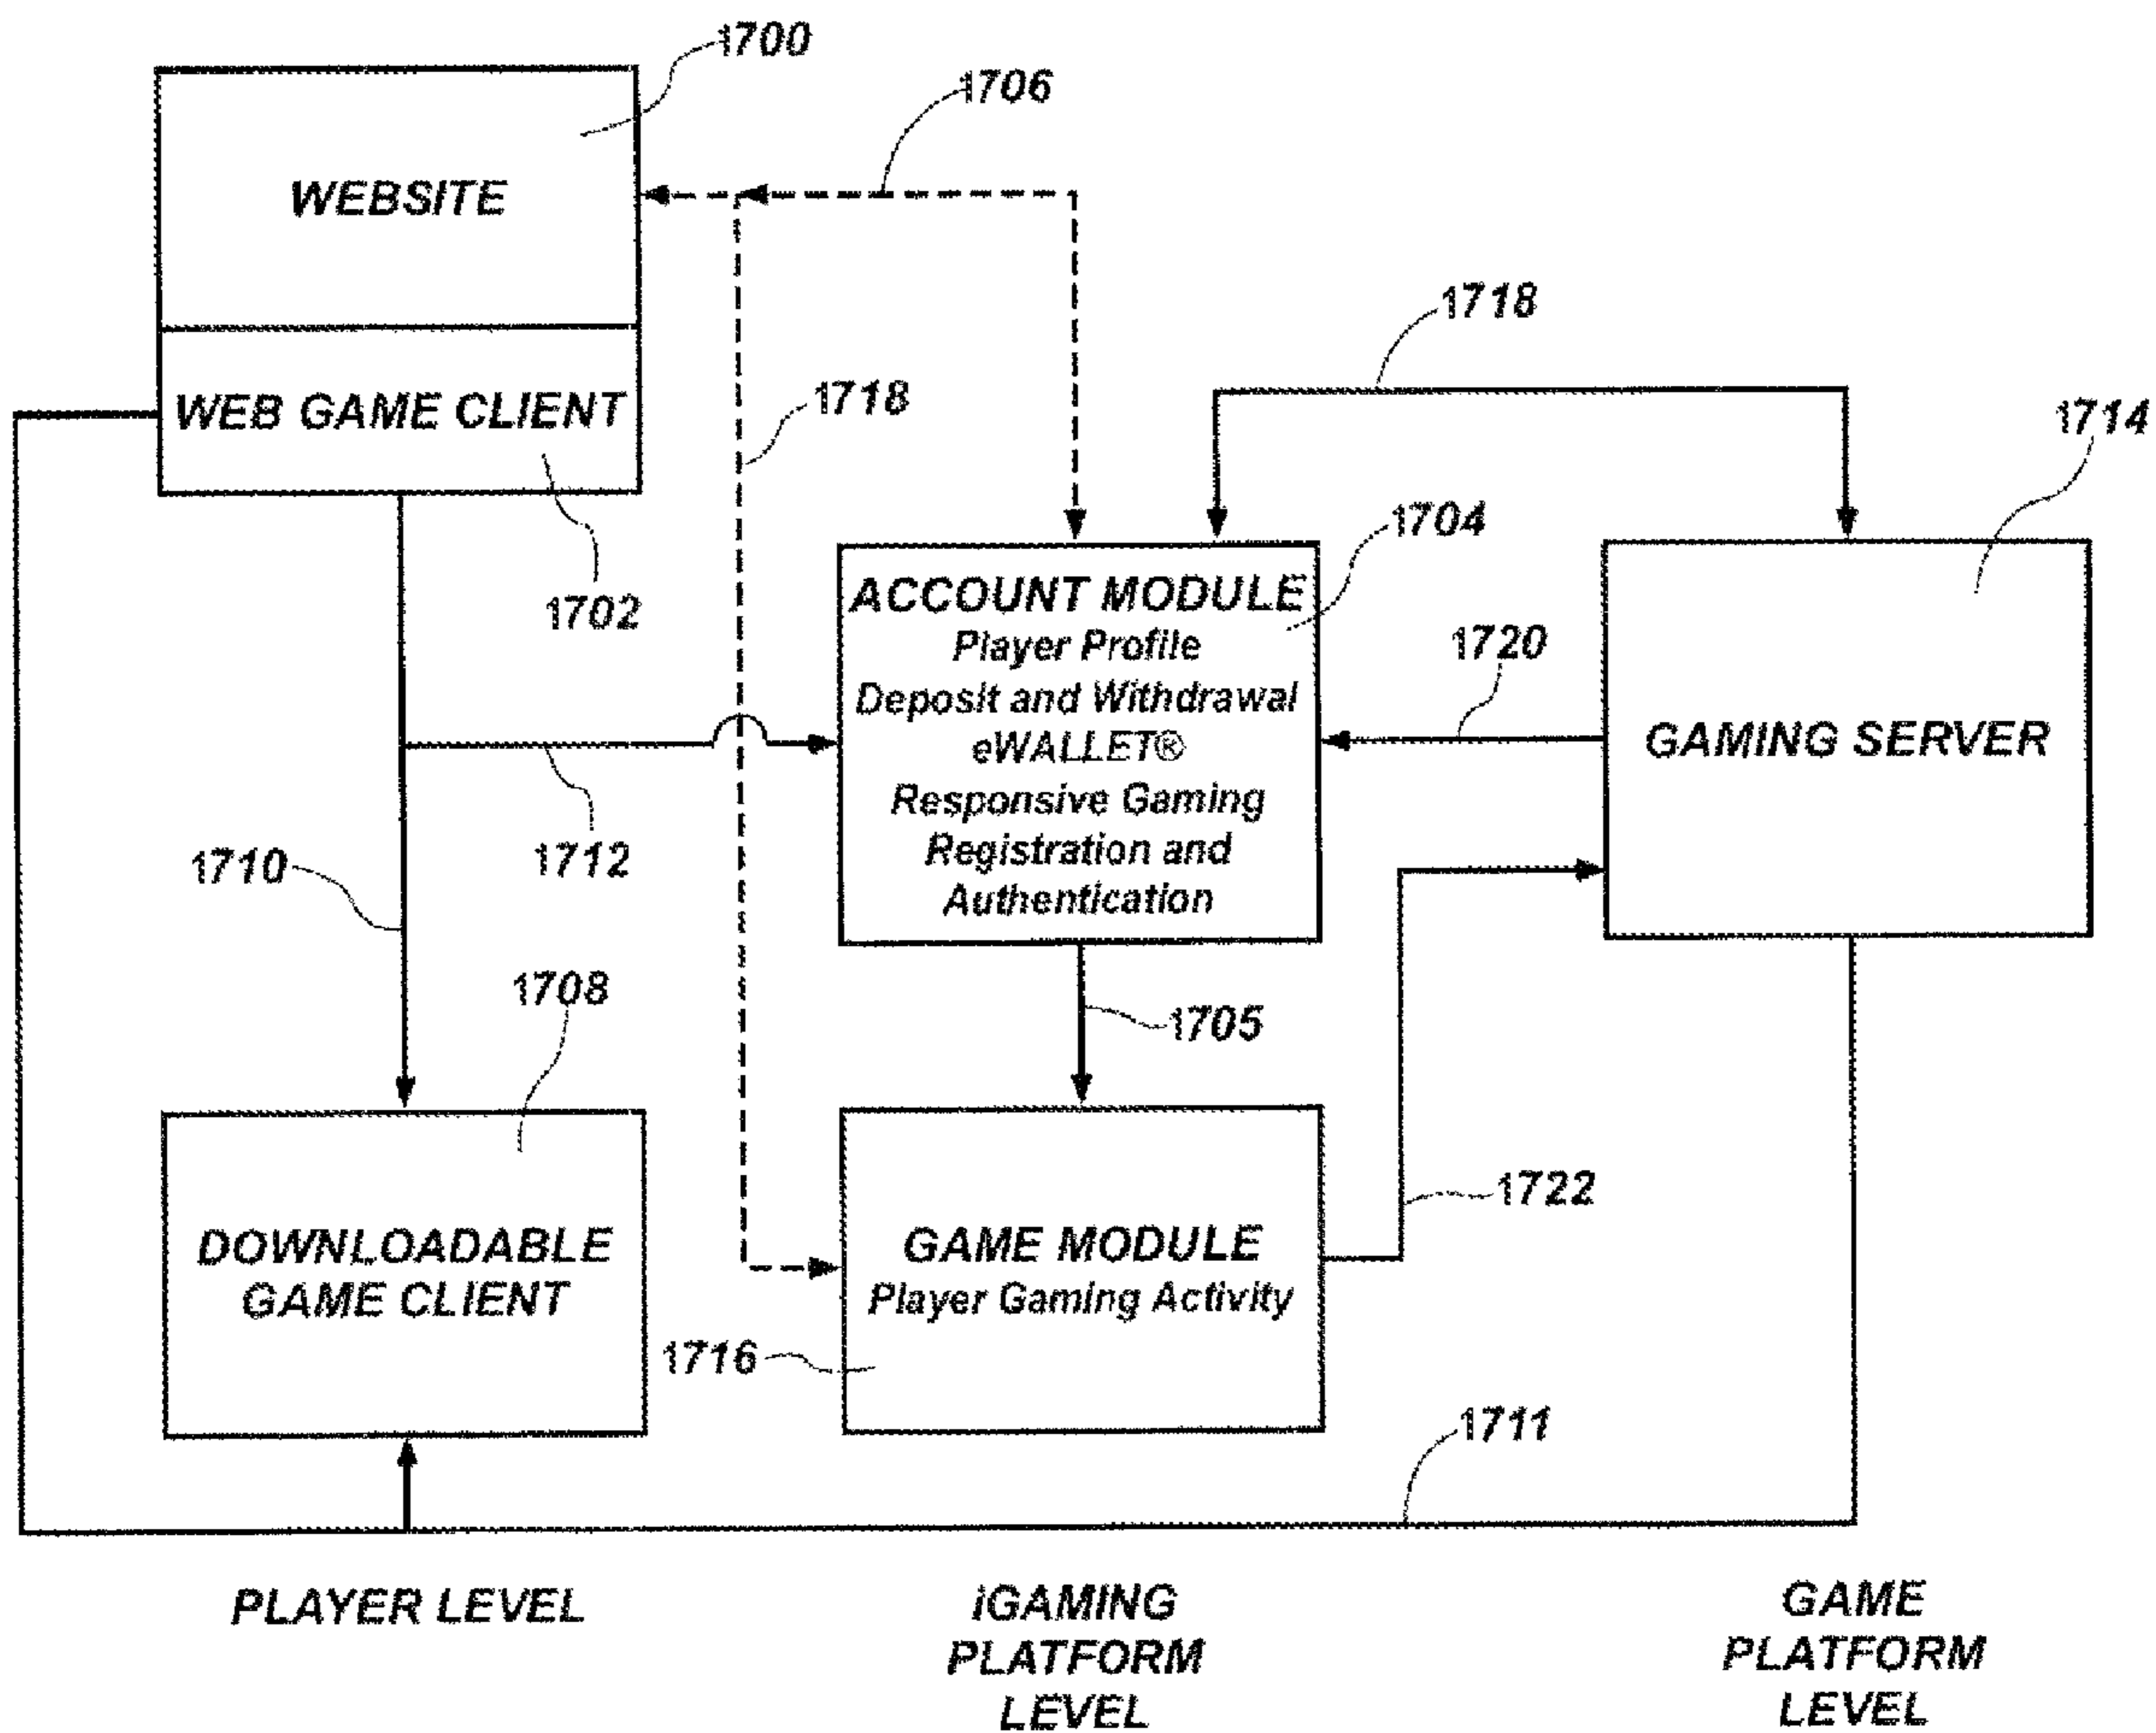 1700
1706
WEBSITE
1718
1718
WEB GAME CLIENT
1714
1704
1702
ACCOUNT MODULE
Player Profile
Deposit and Withdrawal
eWALLET®
Responsive Gaming
Registration and
Authentication
1720
GAMING SERVER
1712
1710
1708
1705
1722
DOWNLOADABLE
GAME CLIENT
GAME MODULE
Player Gaming Activity
1716
1711
PLAYER LEVEL
iGAMING
PLATFORM
LEVEL
GAME
PLATFORM
LEVEL